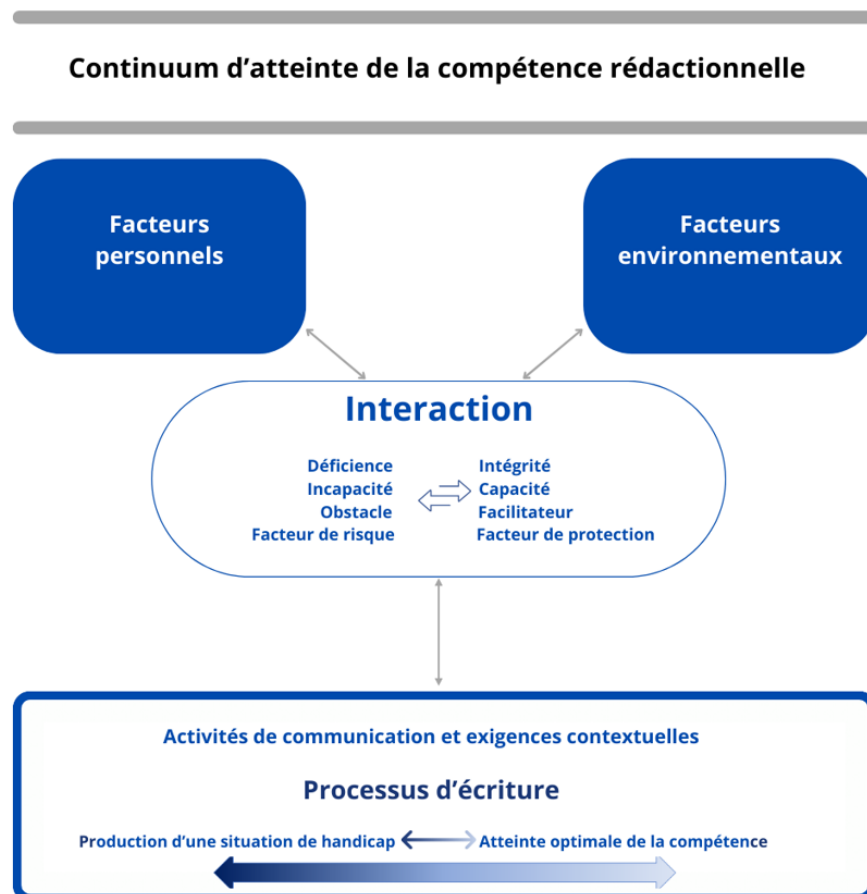 Continuum d’atteinte de la compétence rédactionnelle
Facteurs
personnels
Facteurs
environnementaux
Interaction
Déficience
Incapacité
Obstacle
Facteur de risque
Intégrité
Capacité
Facilitateur
Facteur de protection
Activités de communication et exigences contextuelles
Processus d’écriture
Production d’une situation de handicap
Atteinte optimale de la compétence